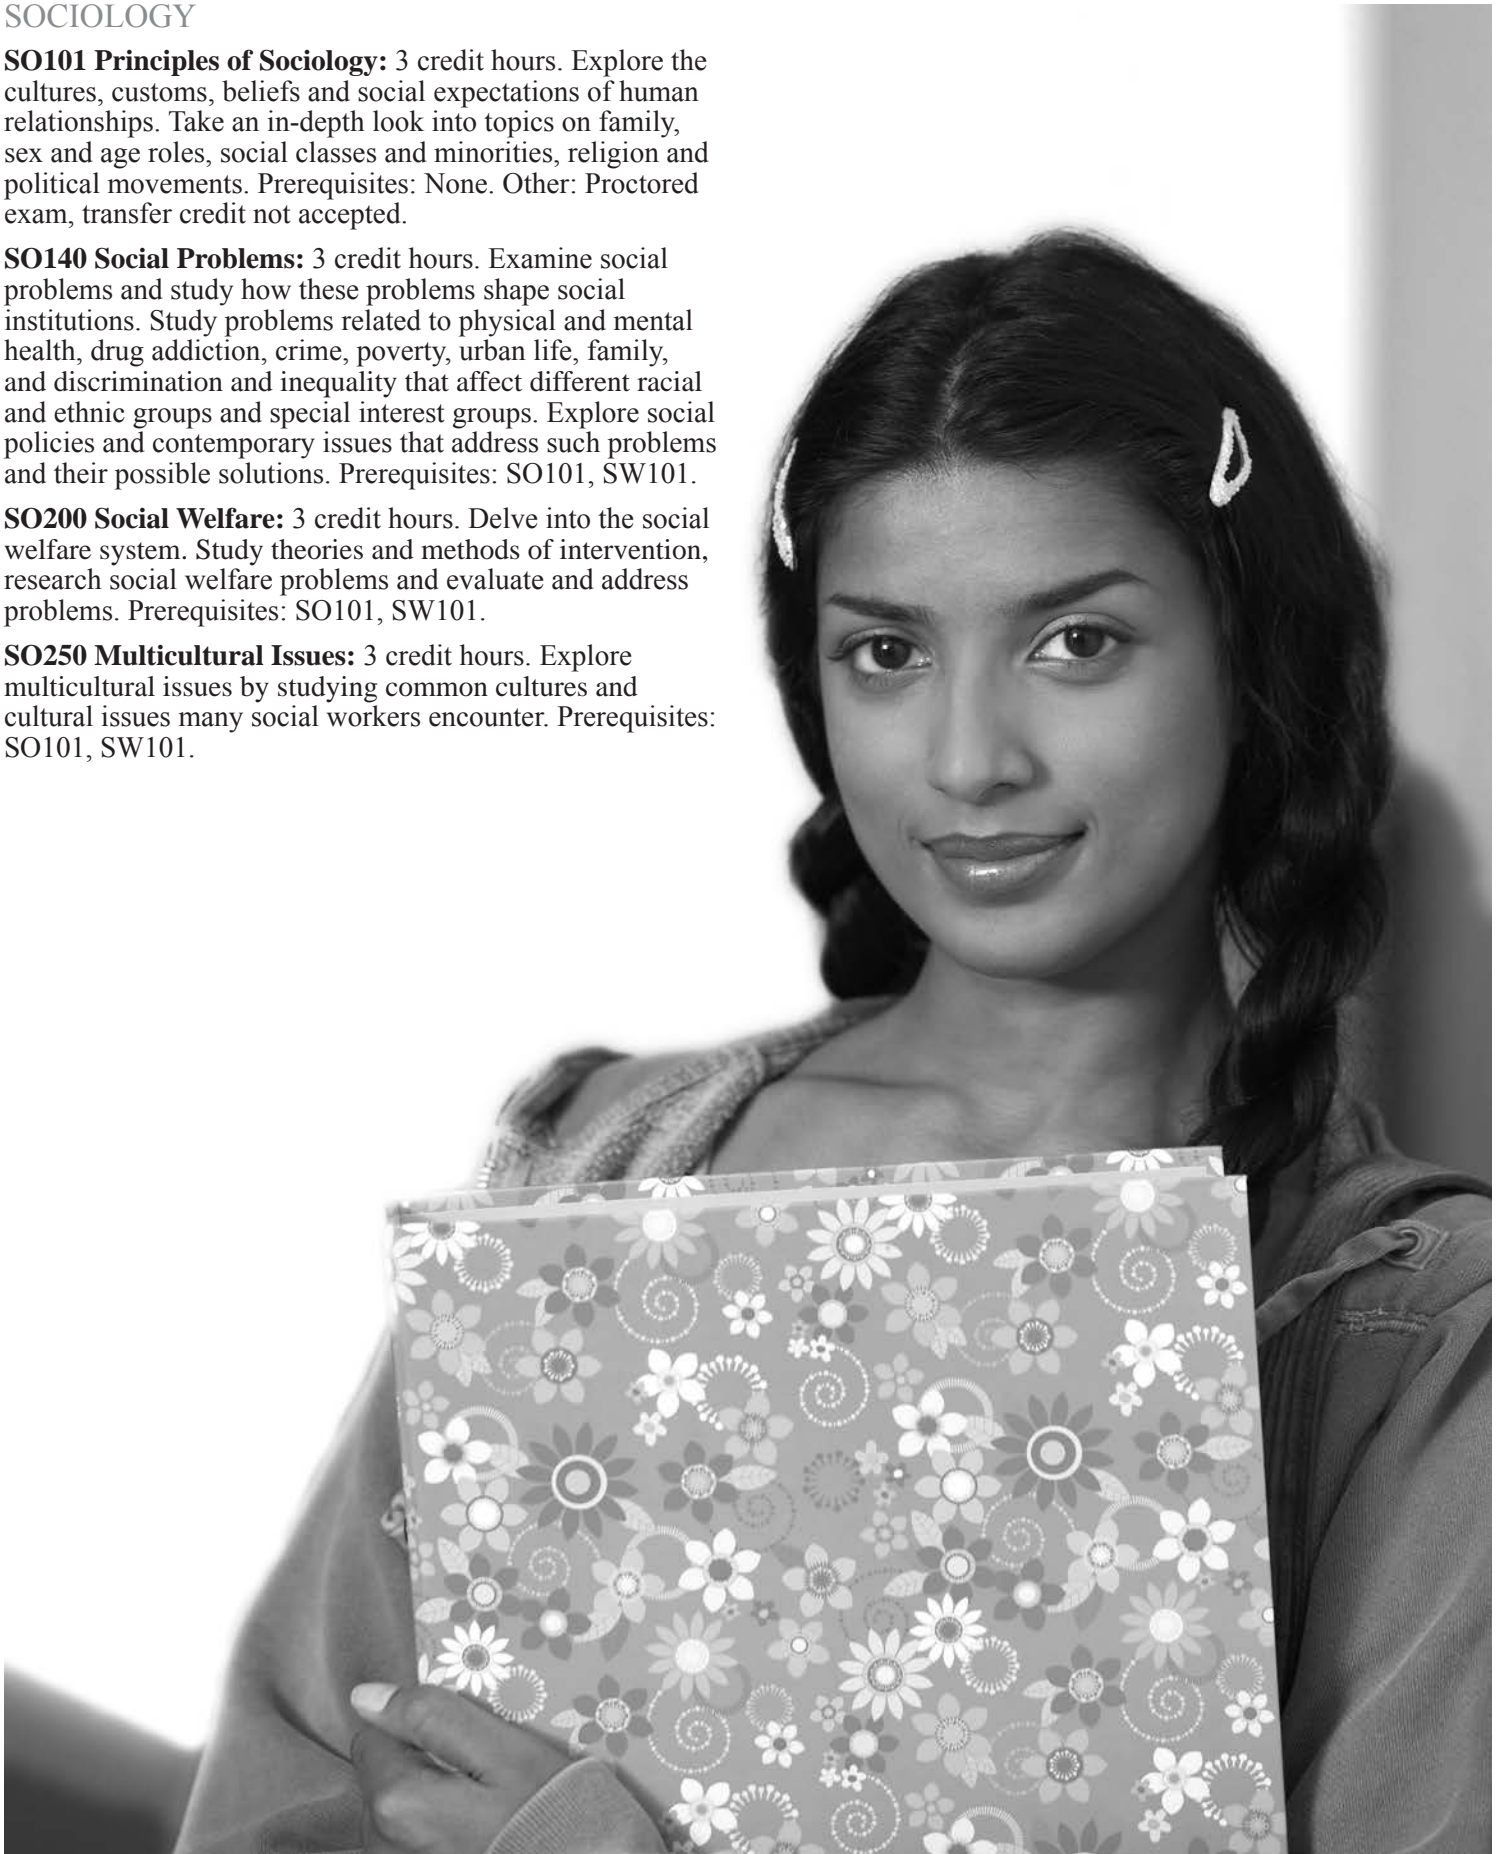 SOCIOLOGY
SO101 Principles of Sociology: 3 credit hours. Explore the
cultures, customs, beliefs and social expectations of human
relationships. Take an in-depth look into topics on family,
sex and age roles, social classes and minorities, religion and
political movements. Prerequisites: None. Other: Proctored
exam, transfer credit not accepted.
SO140 Social Problems: 3 credit hours. Examine social
problems and study how these problems shape social
institutions. Study problems related to physical and mental
health, drug addiction, crime, poverty, urban life, family,
and discrimination and inequality that affect different racial
and ethnic groups and special interest groups. Explore social
policies and contemporary issues that address such problems
and their possible solutions. Prerequisites: SO101, SW101.
SO200 Social Welfare: 3 credit hours. Delve into the social
welfare system. Study theories and methods of intervention,
research social welfare problems and evaluate and address
problems. Prerequisites: SO101, SW101.
SO250 Multicultural Issues: 3 credit hours. Explore
multicultural issues by studying common cultures and
cultural issues many social workers encounter. Prerequisites:
SO101, SW101.